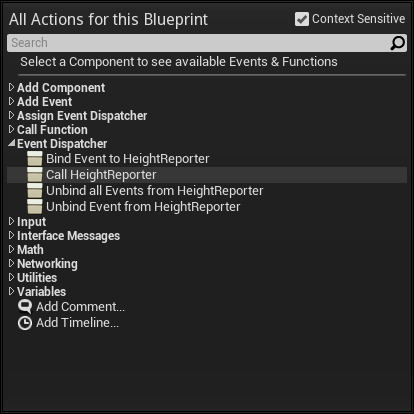 All Actions for this Blueprint
Context Sensitive
Search
Select a Component to see available Events & Functions
Add Component
Add Event
Assign Event Dispatcher
Call Function
Event Dispatcher
Bind Event to HeightReporter
Call HeightReporter
Unbind all Events from HeightReporter
Unbind Event from HeightReporter
Input
Interface Messages
Math
Networking
Utilities
Variables
Add Comment...
Add Timeline...